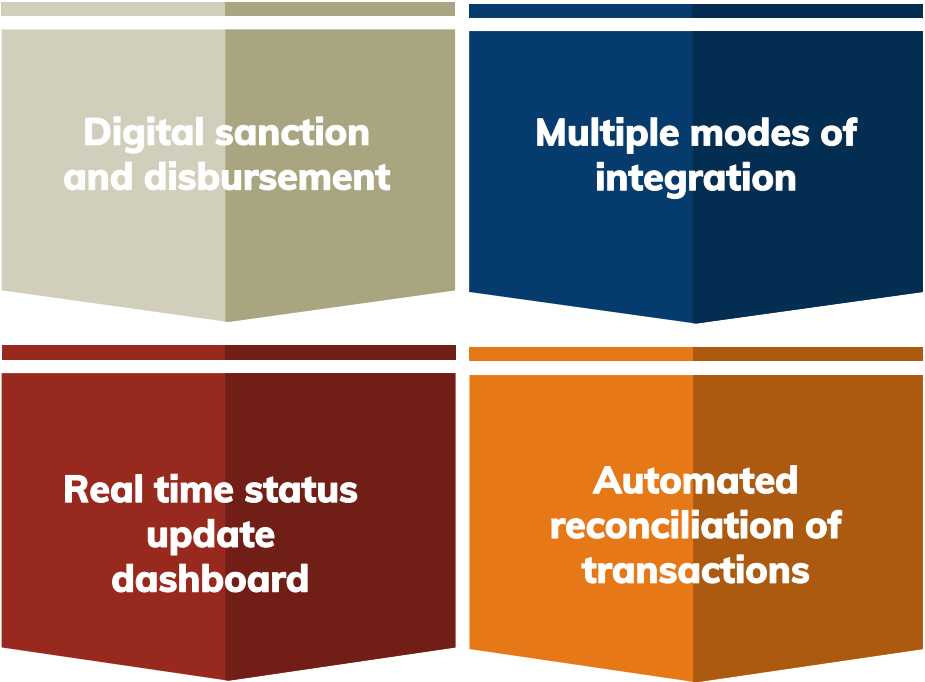 Digital sanction
and disbursement
Multiple modes of
integration
Real time status
update
dashboard
Automated
reconciliation of
transactions